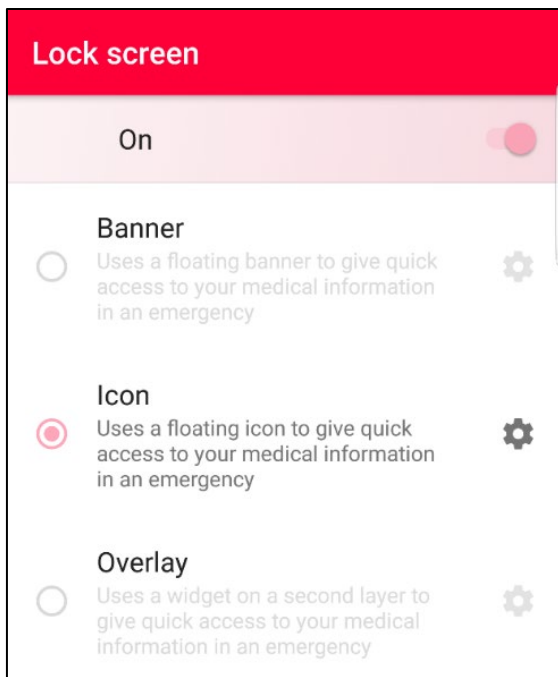 Lock screen
On
Banner
Uses a floating banner to give quick
access to your medical information
in an emergency
Icon
Uses a floating icon to give quick
access to your medical information
in an emergency
Overlay
Uses a widget on a second layer to
give quick access to your medical
information in an emergency